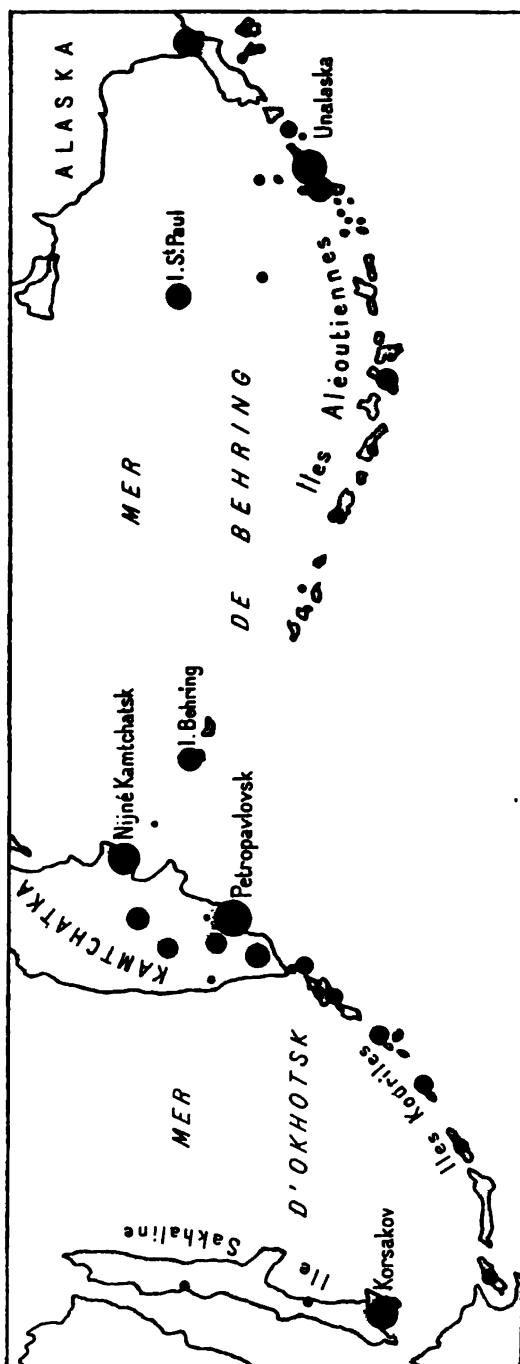 ALASKA
Unalaska
I. St Paul
Iles Aléoutiennes
MER
DE BEHRING
I. Behring
Nijné Kamtchatsk
Petropavlovsk
KAMTCHATKA
MER
D'OKHOTSK
Iles Kouriles
Ile Sakhaline
Korsakov